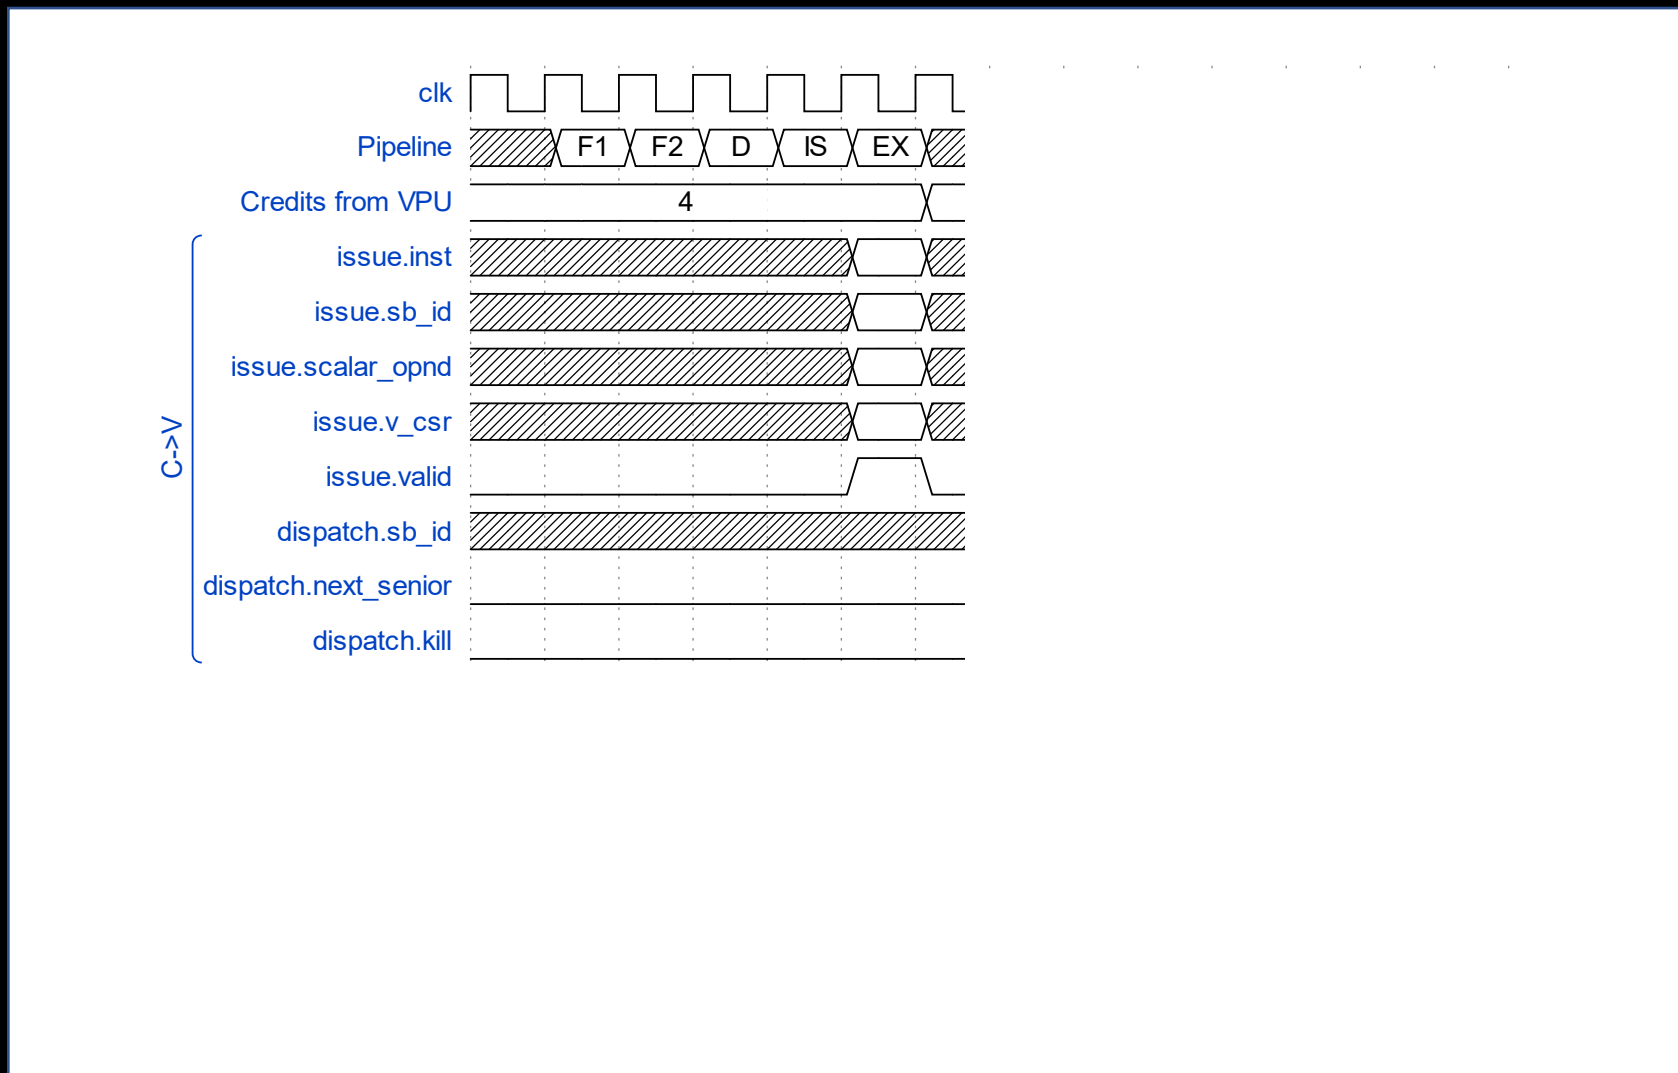 clk
Pipeline F1 F2 D IS EX
Credits from VPU 4
issue.inst
issue.sb_id
issue.scalar_opnd
issue.v_csr
C->V
issue.valid
dispatch.sb_id
dispatch.next_senior
dispatch.kill